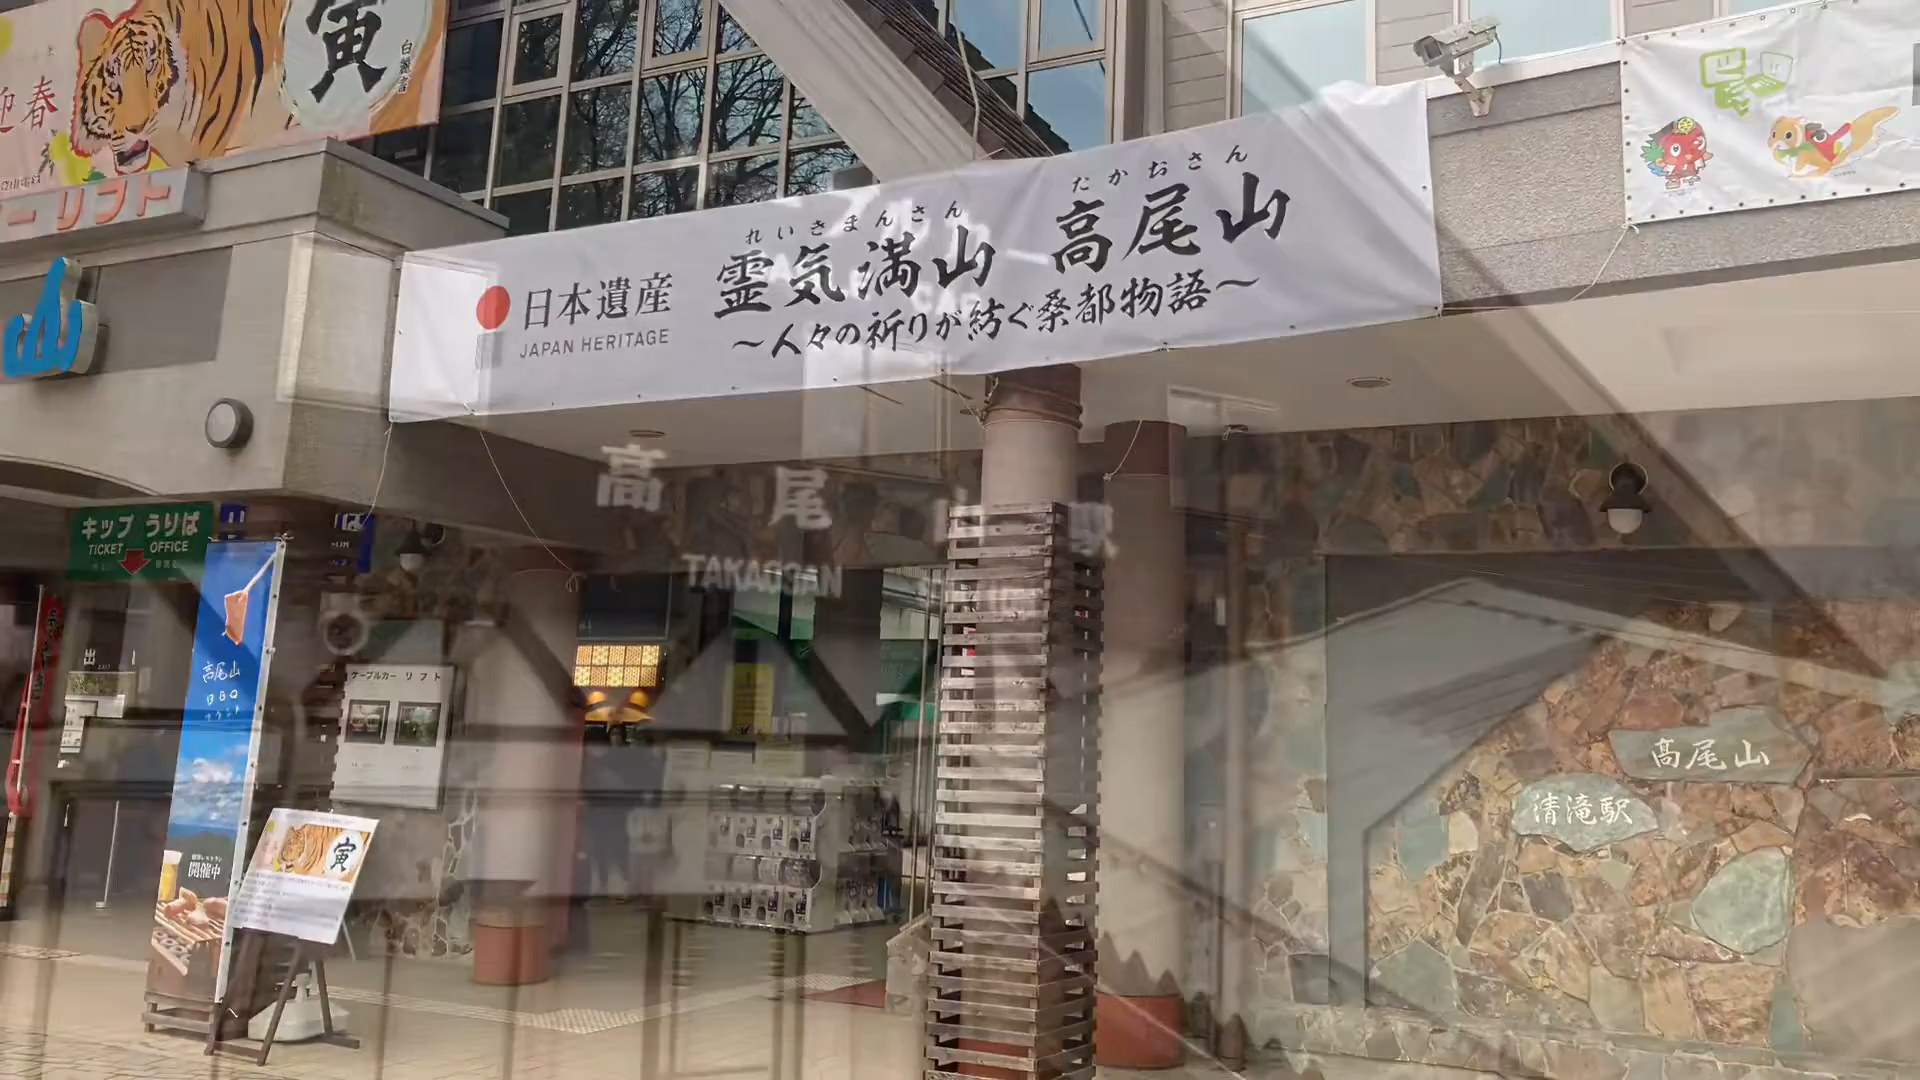 迎春
寅
リフト
れいきまんさん たかおさん
日本遺産 霊気満山 高尾山
JAPAN HERITAGE
～人々の祈りが紡ぐ桑都物語～
山
高尾山駅
TAKAOSAN
キップうりば
TICKET OFFICE
出
高尾山
BBQ
ケーブルカー リフト
開催中
寅
高尾山
清滝駅